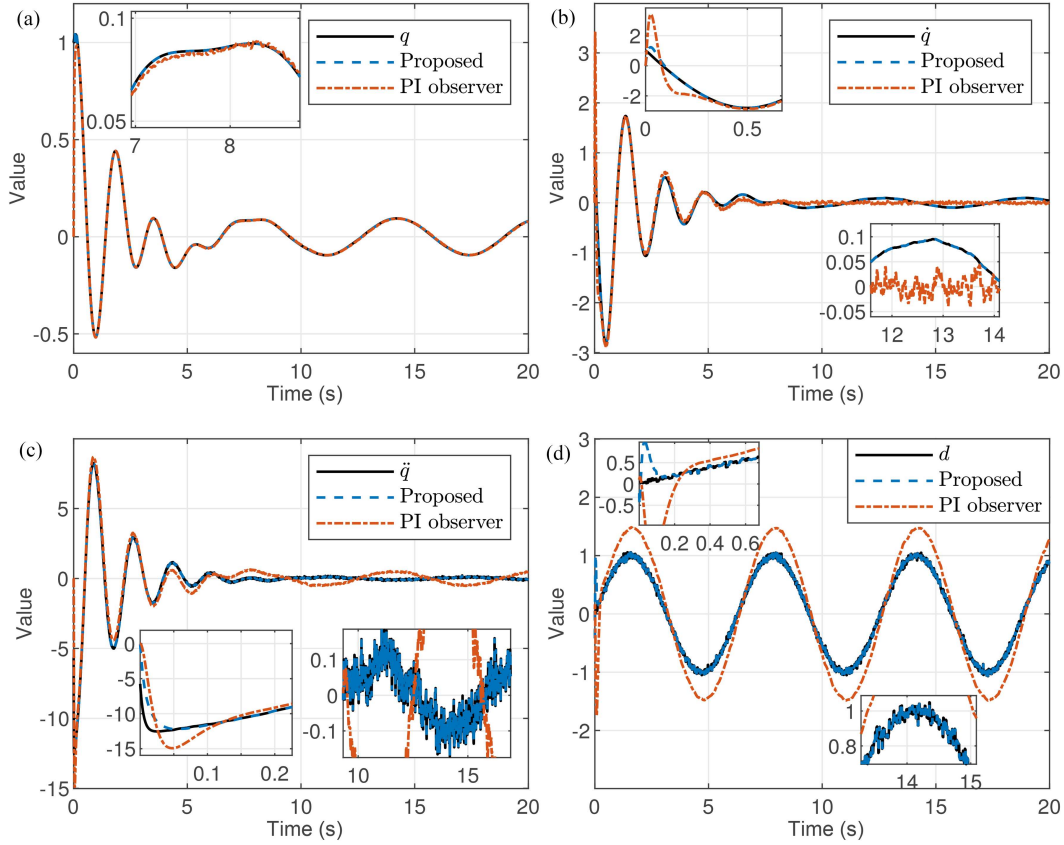 (a)
q
Proposed
PI observer
0.1
0.05
7 8
1
0.5
0
-0.5
0 5 10 15 20
Value
Time (s)
(b)
q̇
Proposed
PI observer
2
0
-2
0 0.5
3
2
1
0
-1
-2
-3
0.1
0.05
0
-0.05
12 13 14
0 5 10 15 20
Value
Time (s)
(c)
q̈
Proposed
PI observer
5
0
-5
-10
-15
0
-5
-10
-15
0.1 0.2
0.1
0
-0.1
10 15
0 5 10 15 20
Value
Time (s)
(d)
d
Proposed
PI observer
0.5
0
-0.5
0.2 0.4 0.6
3
2
1
0
-1
-2
1
0.8
14 15
0 5 10 15 20
Value
Time (s)